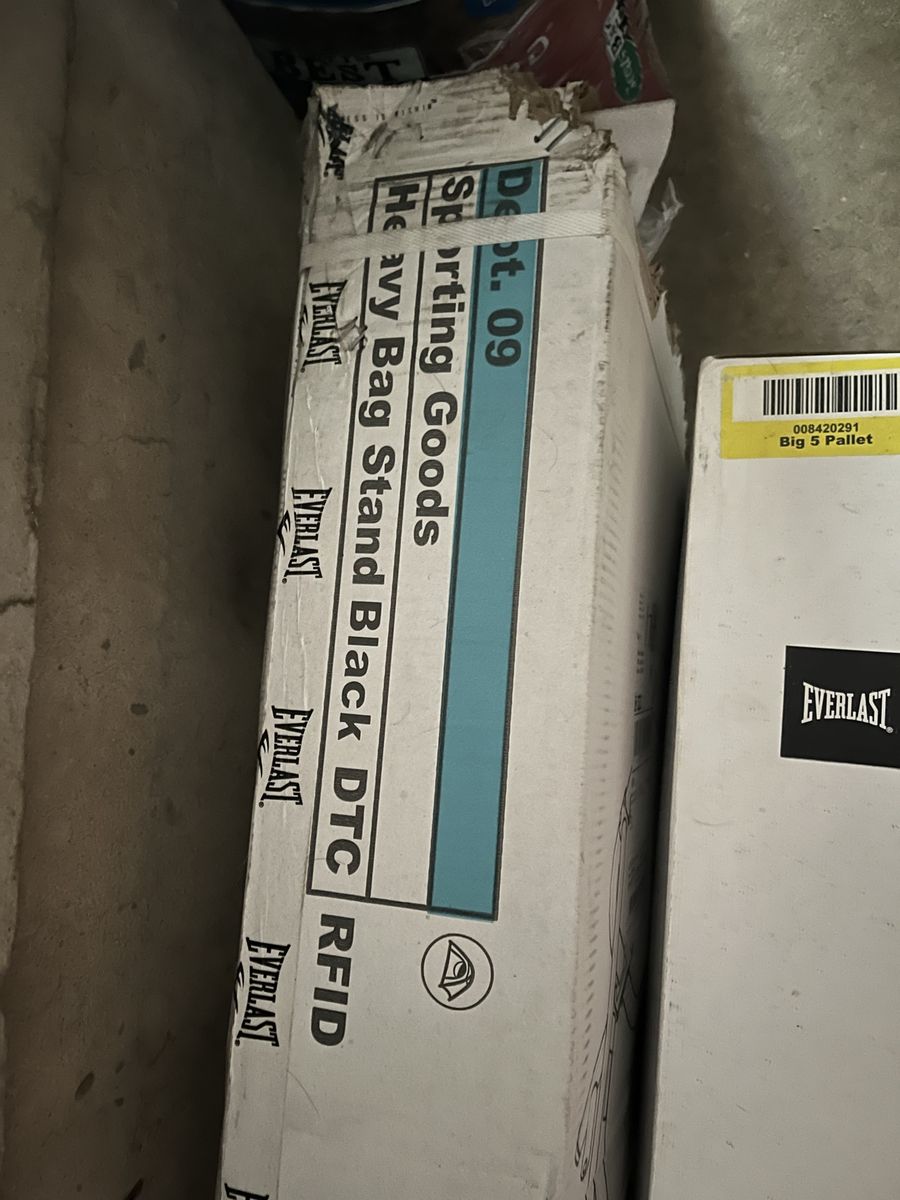 BEST
Dept. 09
Sporting Goods
Heavy Bag Stand Black DTC RFID
EVERLAST
EVERLAST
EVERLAST
EVERLAST
008420291
Big 5 Pallet
EVERLAST